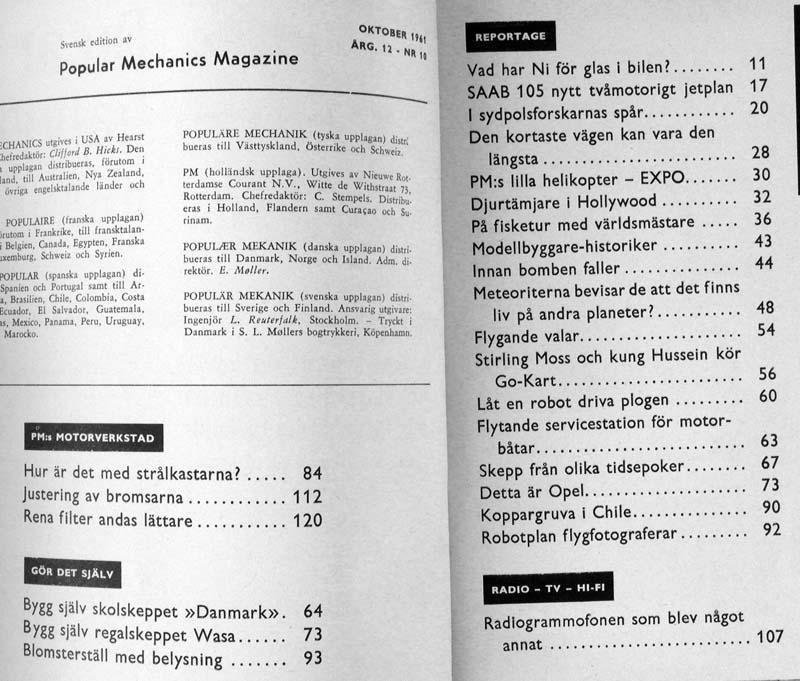 Svensk edition av
Popular Mechanics Magazine
OKTOBER 1961
ÅRG. 12 - NR 10
ECHANICS utgives i USA av Hearst
Chefredaktör: Clifford B. Hicks. Den
upplagan distribueras, förutom i
land, till Australien, Nya Zealand,
övriga engelsktalande länder och
POPULAIRE (franska upplagan)
förutom i Frankrike, till fransktalan-
i Belgien, Canada, Egypten, Franska
uxemburg, Schweiz och Syrien.
POPULAR (spanska upplagan) di-
Spanien och Portugal samt till Ar-
a, Brasilien, Chile, Colombia, Costa
Ecuador, El Salvador, Guatemala,
as, Mexico, Panama, Peru, Uruguay,
Marocko.
POPULÄRE MECHANIK (tyska upplagan) distri-
bueras till Västtyskland, Österrike och Schweiz.
PM (holländsk upplaga). Utgives av Nieuwe Rot-
terdamse Courant N.V., Witte de Withstraat 73,
Rotterdam. Chefredaktör: C. Stempels. Distribu-
eras i Holland, Flandern samt Curaçao och Su-
rinam.
POPULÆR MEKANIK (danska upplagan) distri-
bueras till Danmark, Norge och Island. Adm. di-
rektör. E. Møller.
POPULÄR MEKANIK (svenska upplagan) distri-
bueras till Sverige och Finland. Ansvarig utgivare:
Ingenjör L. Reuterfalk, Stockholm. – Tryckt i
Danmark i S. L. Møllers bogtrykkeri, Köpenhamn.
PM:s MOTORVERKSTAD
Hur är det med strålkastarna? ..... 84
Justering av bromsarna ............ 112
Rena filter andas lättare ........... 120
GÖR DET SJÄLV
Bygg själv skolskeppet »Danmark». 64
Bygg själv regalskeppet Wasa...... 73
Blomsterställ med belysning ....... 93
REPORTAGE
Vad har Ni för glas i bilen?........ 11
SAAB 105 nytt tvåmotorigt jetplan 17
I sydpolsforskarnas spår............ 20
Den kortaste vägen kan vara den
längsta ......................... 28
PM:s lilla helikopter – EXPO....... 30
Djurtämjare i Hollywood .......... 32
På fisketur med världsmästare ..... 36
Modellbyggare-historiker .......... 43
Innan bomben faller ............... 44
Meteoriterna bevisar de att det finns
liv på andra planeter?........... 48
Flygande valar..................... 54
Stirling Moss och kung Hussein kör
Go-Kart........................ 56
Låt en robot driva plogen ......... 60
Flytande servicestation för motor-
båtar........................... 63
Skepp från olika tidsepoker........ 67
Detta är Opel..................... 73
Koppargruva i Chile............... 90
Robotplan flygfotograferar ......... 92
RADIO – TV – HI-FI
Radiogrammofonen som blev något
annat .......................... 107